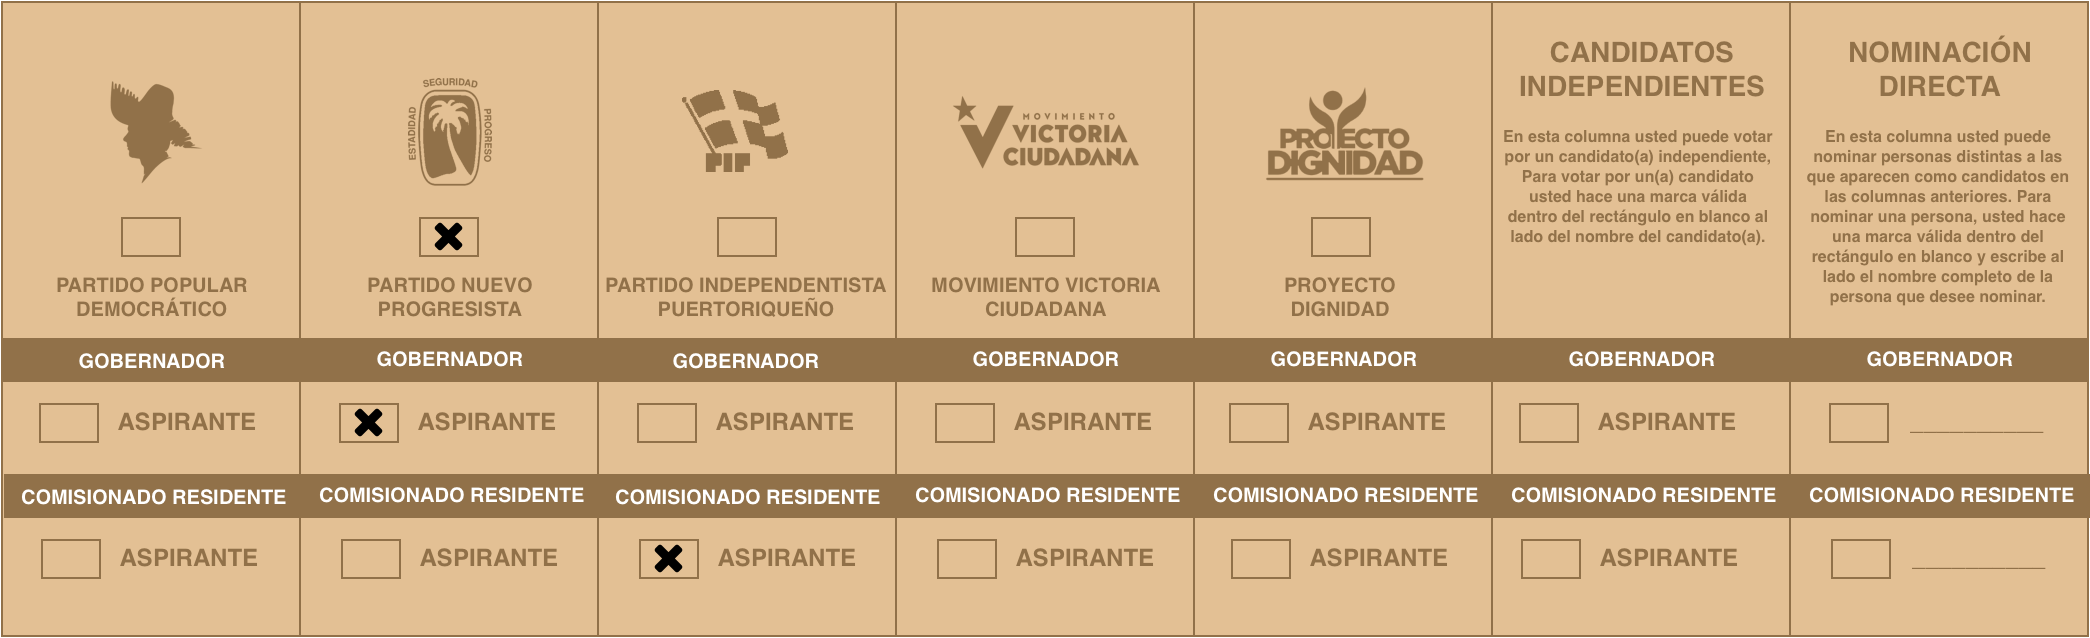 SEGURIDAD
ESTADIDAD
PROGRESO
PARTIDO POPULAR
DEMOCRÁTICO
PARTIDO NUEVO
PROGRESISTA
PIP
PARTIDO INDEPENDENTISTA
PUERTORIQUEÑO
MOVIMIENTO
VICTORIA
CIUDADANA
MOVIMIENTO VICTORIA
CIUDADANA
PROYECTO
DIGNIDAD
PROYECTO
DIGNIDAD
CANDIDATOS
INDEPENDIENTES
En esta columna usted puede votar
por un candidato(a) independiente,
Para votar por un(a) candidato
usted hace una marca válida
dentro del rectángulo en blanco al
lado del nombre del candidato(a).
NOMINACIÓN
DIRECTA
En esta columna usted puede
nominar personas distintas a las
que aparecen como candidatos en
las columnas anteriores. Para
nominar una persona, usted hace
una marca válida dentro del
rectángulo en blanco y escribe al
lado el nombre completo de la
persona que desee nominar.
GOBERNADOR GOBERNADOR GOBERNADOR GOBERNADOR GOBERNADOR GOBERNADOR GOBERNADOR
ASPIRANTE ASPIRANTE ASPIRANTE ASPIRANTE ASPIRANTE ASPIRANTE
COMISIONADO RESIDENTE COMISIONADO RESIDENTE COMISIONADO RESIDENTE COMISIONADO RESIDENTE COMISIONADO RESIDENTE COMISIONADO RESIDENTE COMISIONADO RESIDENTE
ASPIRANTE ASPIRANTE ASPIRANTE ASPIRANTE ASPIRANTE ASPIRANTE